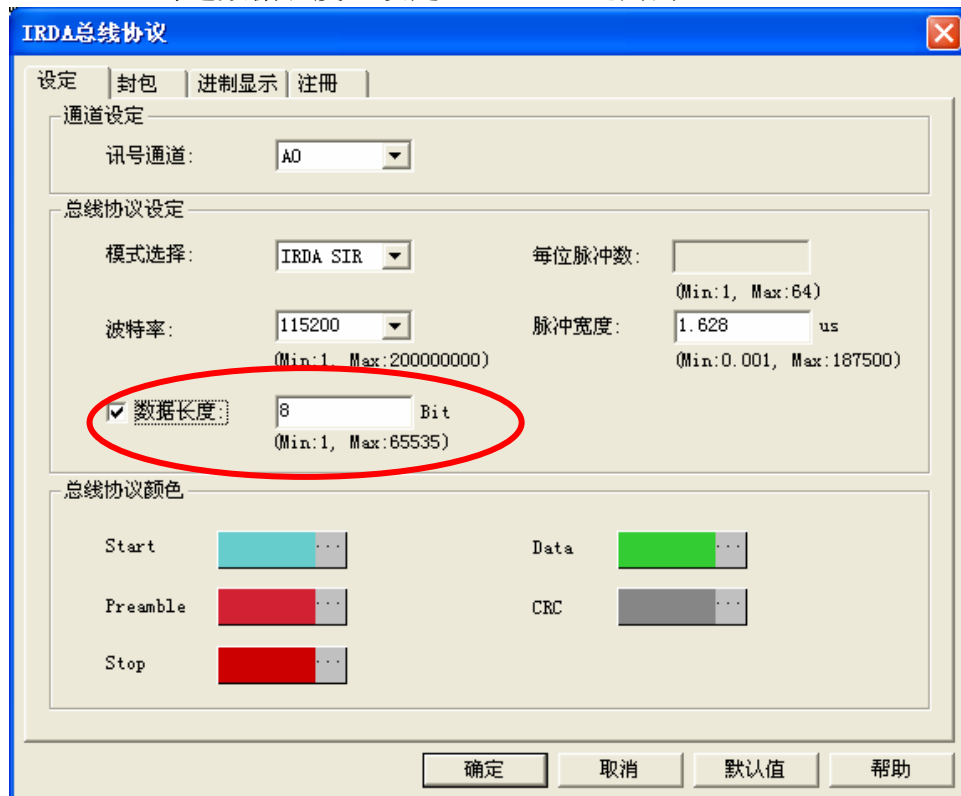 IRDA总线协议
设定 封包 进制显示 注册
通道设定
讯号通道: A0
总线协议设定
模式选择: IRDA SIR 每位脉冲数:
(Min:1, Max:64)
波特率: 115200 脉冲宽度: 1.628 us
(Min:1, Max:200000000) (Min:0.001, Max:187500)
数据长度: 8 Bit
(Min:1, Max:65535)
总线协议颜色
Start ... Data ...
Preamble ... CRC ...
Stop ...
确定 取消 默认值 帮助